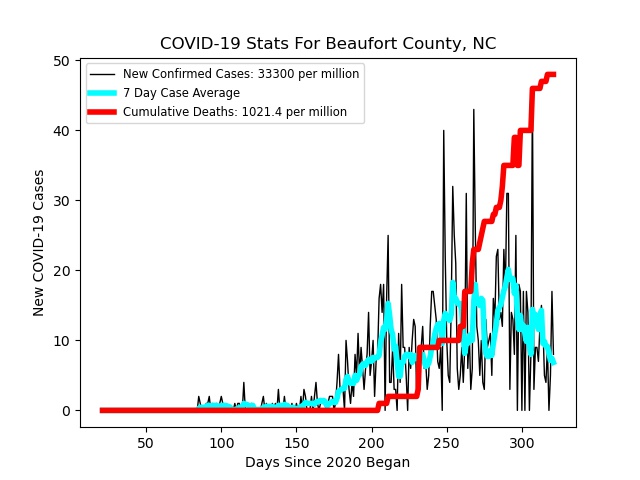 COVID-19 Stats For Beaufort County, NC
New Confirmed Cases: 33300 per million
7 Day Case Average
Cumulative Deaths: 1021.4 per million
New COVID-19 Cases
50
40
30
20
10
0
50 100 150 200 250 300
Days Since 2020 Began